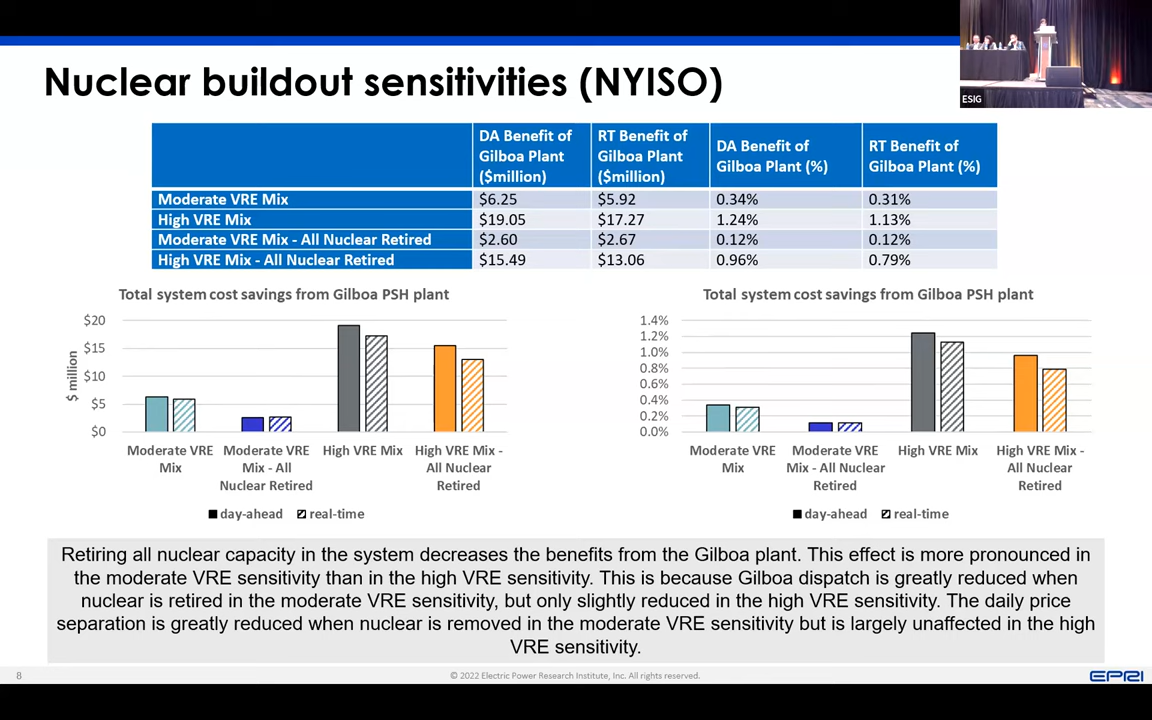 Nuclear buildout sensitivities (NYISO)
ESIG
DA Benefit of Gilboa Plant ($million) RT Benefit of Gilboa Plant ($million) DA Benefit of Gilboa Plant (%) RT Benefit of Gilboa Plant (%)
Moderate VRE Mix $6.25 $5.92 0.34% 0.31%
High VRE Mix $19.05 $17.27 1.24% 1.13%
Moderate VRE Mix - All Nuclear Retired $2.60 $2.67 0.12% 0.12%
High VRE Mix - All Nuclear Retired $15.49 $13.06 0.96% 0.79%
Total system cost savings from Gilboa PSH plant
$ million
$20
$15
$10
$5
$0
Moderate VRE Mix
Moderate VRE Mix - All Nuclear Retired
High VRE Mix
High VRE Mix - All Nuclear Retired
day-ahead real-time
Total system cost savings from Gilboa PSH plant
1.4%
1.2%
1.0%
0.8%
0.6%
0.4%
0.2%
0.0%
Moderate VRE Mix
Moderate VRE Mix - All Nuclear Retired
High VRE Mix
High VRE Mix - All Nuclear Retired
day-ahead real-time
Retiring all nuclear capacity in the system decreases the benefits from the Gilboa plant. This effect is more pronounced in
the moderate VRE sensitivity than in the high VRE sensitivity. This is because Gilboa dispatch is greatly reduced when
nuclear is retired in the moderate VRE sensitivity, but only slightly reduced in the high VRE sensitivity. The daily price
separation is greatly reduced when nuclear is removed in the moderate VRE sensitivity but is largely unaffected in the high
VRE sensitivity.
8
© 2022 Electric Power Research Institute, Inc. All rights reserved.
EPRI